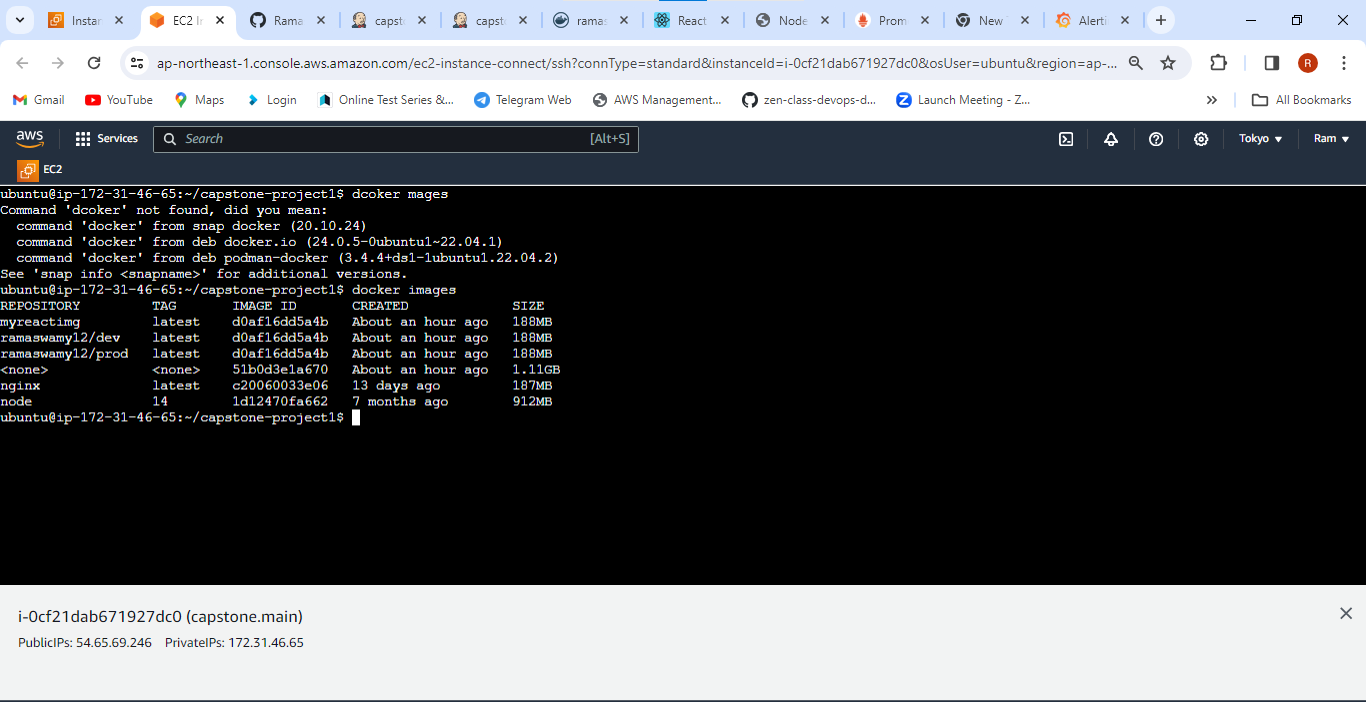 Instan
EC2 In
Rama
capst
capst
ramas
React
Node
Prom
New
Alerti
ap-northeast-1.console.aws.amazon.com/ec2-instance-connect/ssh?connType=standard&instanceId=i-0cf21dab671927dc0&osUser=ubuntu&region=ap-...
R
Gmail
YouTube
Maps
Login
Online Test Series &...
Telegram Web
AWS Management...
zen-class-devops-d...
Launch Meeting - Z...
All Bookmarks
aws
Services
Search
[Alt+S]
Tokyo
Ram
EC2
ubuntu@ip-172-31-46-65:~/capstone-project1$ dcoker mages
Command 'dcoker' not found, did you mean:
command 'docker' from snap docker (20.10.24)
command 'docker' from deb docker.io (24.0.5-0ubuntu1~22.04.1)
command 'docker' from deb podman-docker (3.4.4+ds1-1ubuntu1.22.04.2)
See 'snap info <snapname>' for additional versions.
ubuntu@ip-172-31-46-65:~/capstone-project1$ docker images
REPOSITORY TAG IMAGE ID CREATED SIZE
myreactimg latest d0af16dd5a4b About an hour ago 188MB
ramaswamy12/dev latest d0af16dd5a4b About an hour ago 188MB
ramaswamy12/prod latest d0af16dd5a4b About an hour ago 188MB
<none> <none> 51b0d3e1a670 About an hour ago 1.11GB
nginx latest c20060033e06 13 days ago 187MB
node 14 1d12470fa662 7 months ago 912MB
ubuntu@ip-172-31-46-65:~/capstone-project1$
i-0cf21dab671927dc0 (capstone.main)
PublicIPs: 54.65.69.246 PrivateIPs: 172.31.46.65